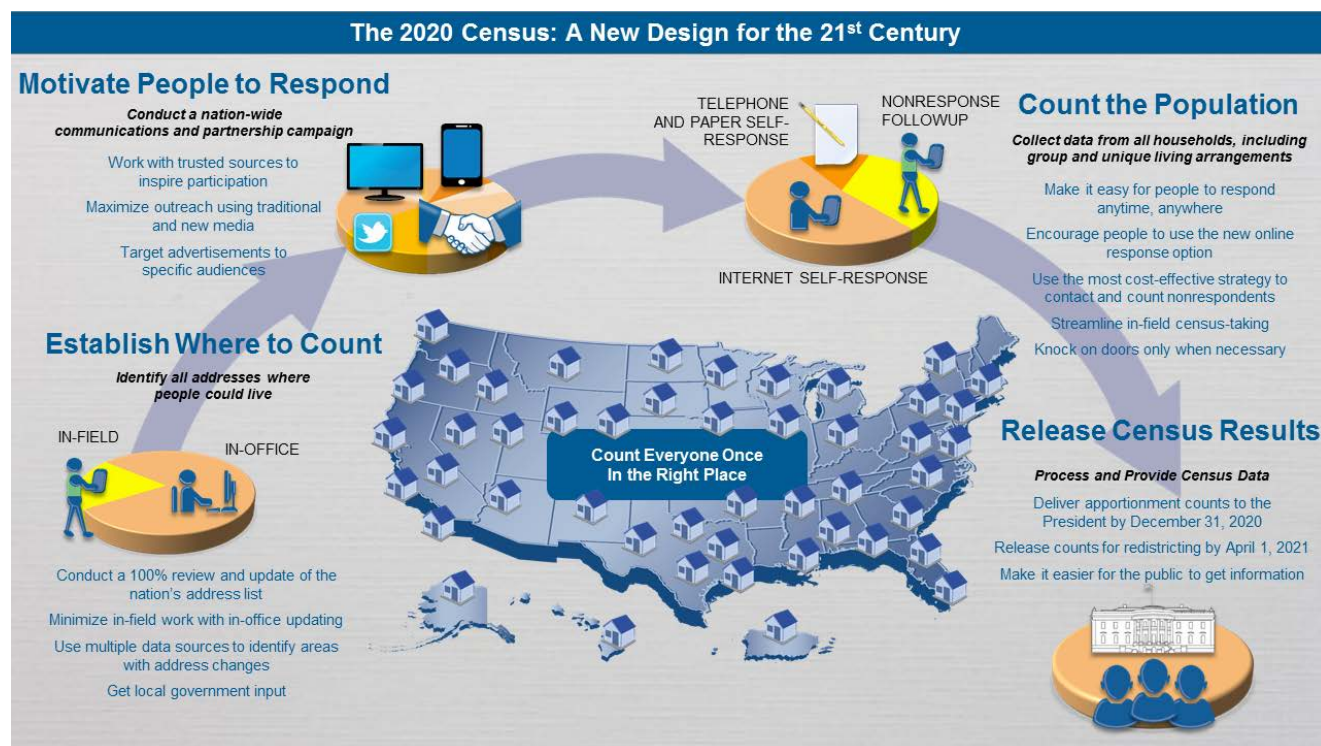 The 2020 Census: A New Design for the 21st Century
Motivate People to Respond
Conduct a nation-wide
communications and partnership campaign
Work with trusted sources to
inspire participation
Maximize outreach using traditional
and new media
Target advertisements to
specific audiences
TELEPHONE
AND PAPER SELF-
RESPONSE
NONRESPONSE
FOLLOWUP
INTERNET SELF-RESPONSE
Count the Population
Collect data from all households, including
group and unique living arrangements
Make it easy for people to respond
anytime, anywhere
Encourage people to use the new online
response option
Use the most cost-effective strategy to
contact and count nonrespondents
Streamline in-field census-taking
Knock on doors only when necessary
Establish Where to Count
Identify all addresses where
people could live
IN-FIELD
IN-OFFICE
Conduct a 100% review and update of the
nation's address list
Minimize in-field work with in-office updating
Use multiple data sources to identify areas
with address changes
Get local government input
Count Everyone Once
In the Right Place
Release Census Results
Process and Provide Census Data
Deliver apportionment counts to the
President by December 31, 2020
Release counts for redistricting by April 1, 2021
Make it easier for the public to get information